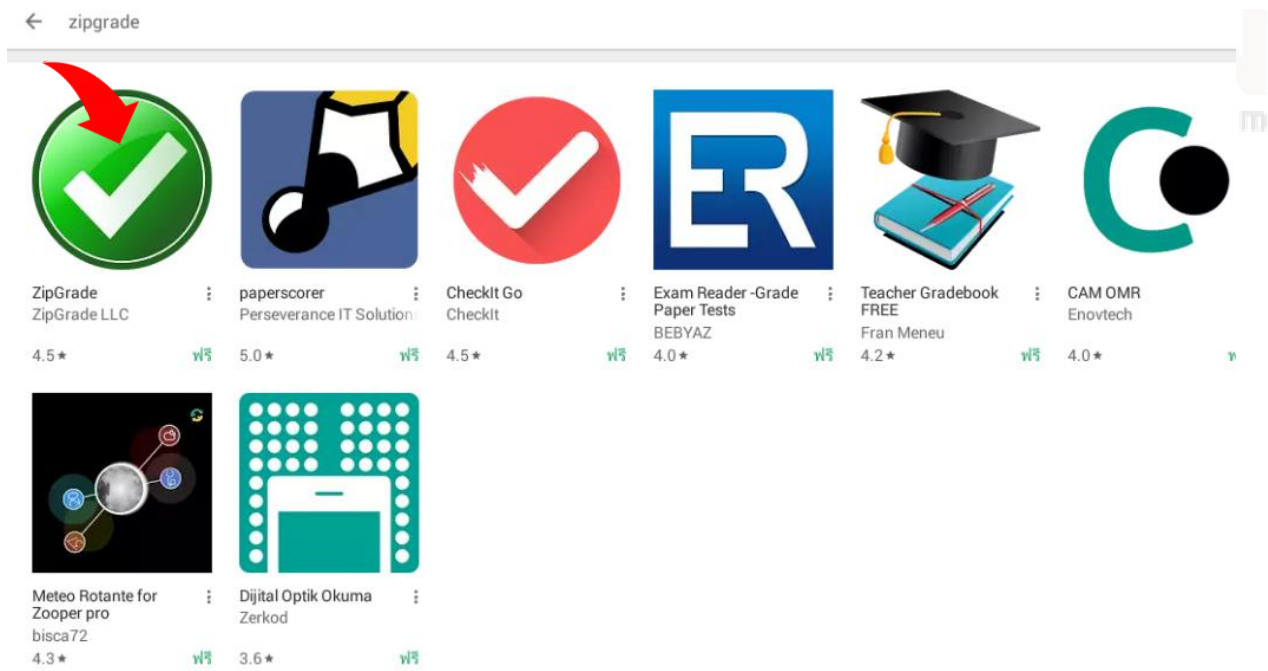 zipgrade
ZipGrade
ZipGrade LLC
4.5★ ฟรี
paperscorer
Perseverance IT Solution
5.0★ ฟรี
CheckIt Go
CheckIt
4.5★ ฟรี
ER
Exam Reader -Grade
Paper Tests
BEBYAZ
4.0★ ฟรี
Teacher Gradebook
FREE
Fran Meneu
4.2★ ฟรี
CAM OMR
Enovtech
4.0★
Meteo Rotante for
Zooper pro
bisca72
4.3★ ฟรี
Dijital Optik Okuma
Zerkod
3.6★ ฟรี